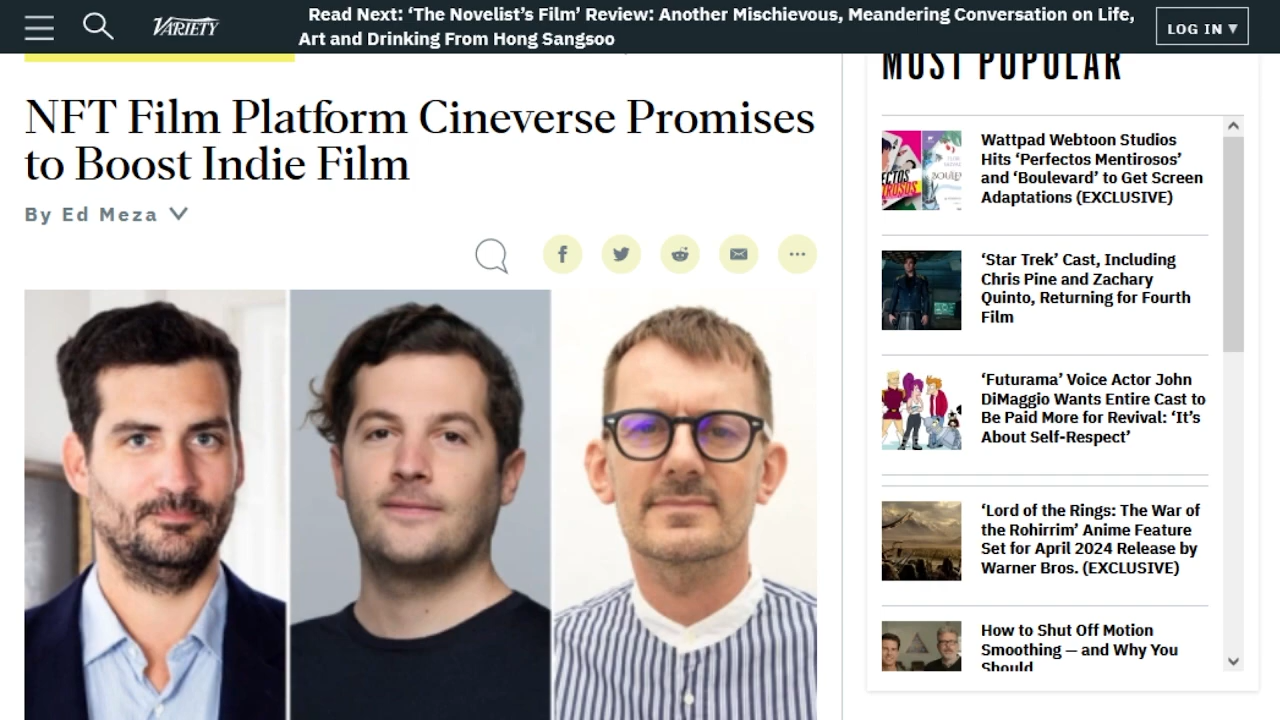 VARIETY
Read Next: ‘The Novelist’s Film’ Review: Another Mischievous, Meandering Conversation on Life,
Art and Drinking From Hong Sangsoo
LOG IN ▼
NFT Film Platform Cineverse Promises
to Boost Indie Film
By Ed Meza
MOST POPULAR
Wattpad Webtoon Studios
Hits ‘Perfectos Mentirosos’
and ‘Boulevard’ to Get Screen
Adaptations (EXCLUSIVE)
‘Star Trek’ Cast, Including
Chris Pine and Zachary
Quinto, Returning for Fourth
Film
‘Futurama’ Voice Actor John
DiMaggio Wants Entire Cast to
Be Paid More for Revival: ‘It’s
About Self-Respect’
‘Lord of the Rings: The War of
the Rohirrim’ Anime Feature
Set for April 2024 Release by
Warner Bros. (EXCLUSIVE)
How to Shut Off Motion
Smoothing — and Why You
Should